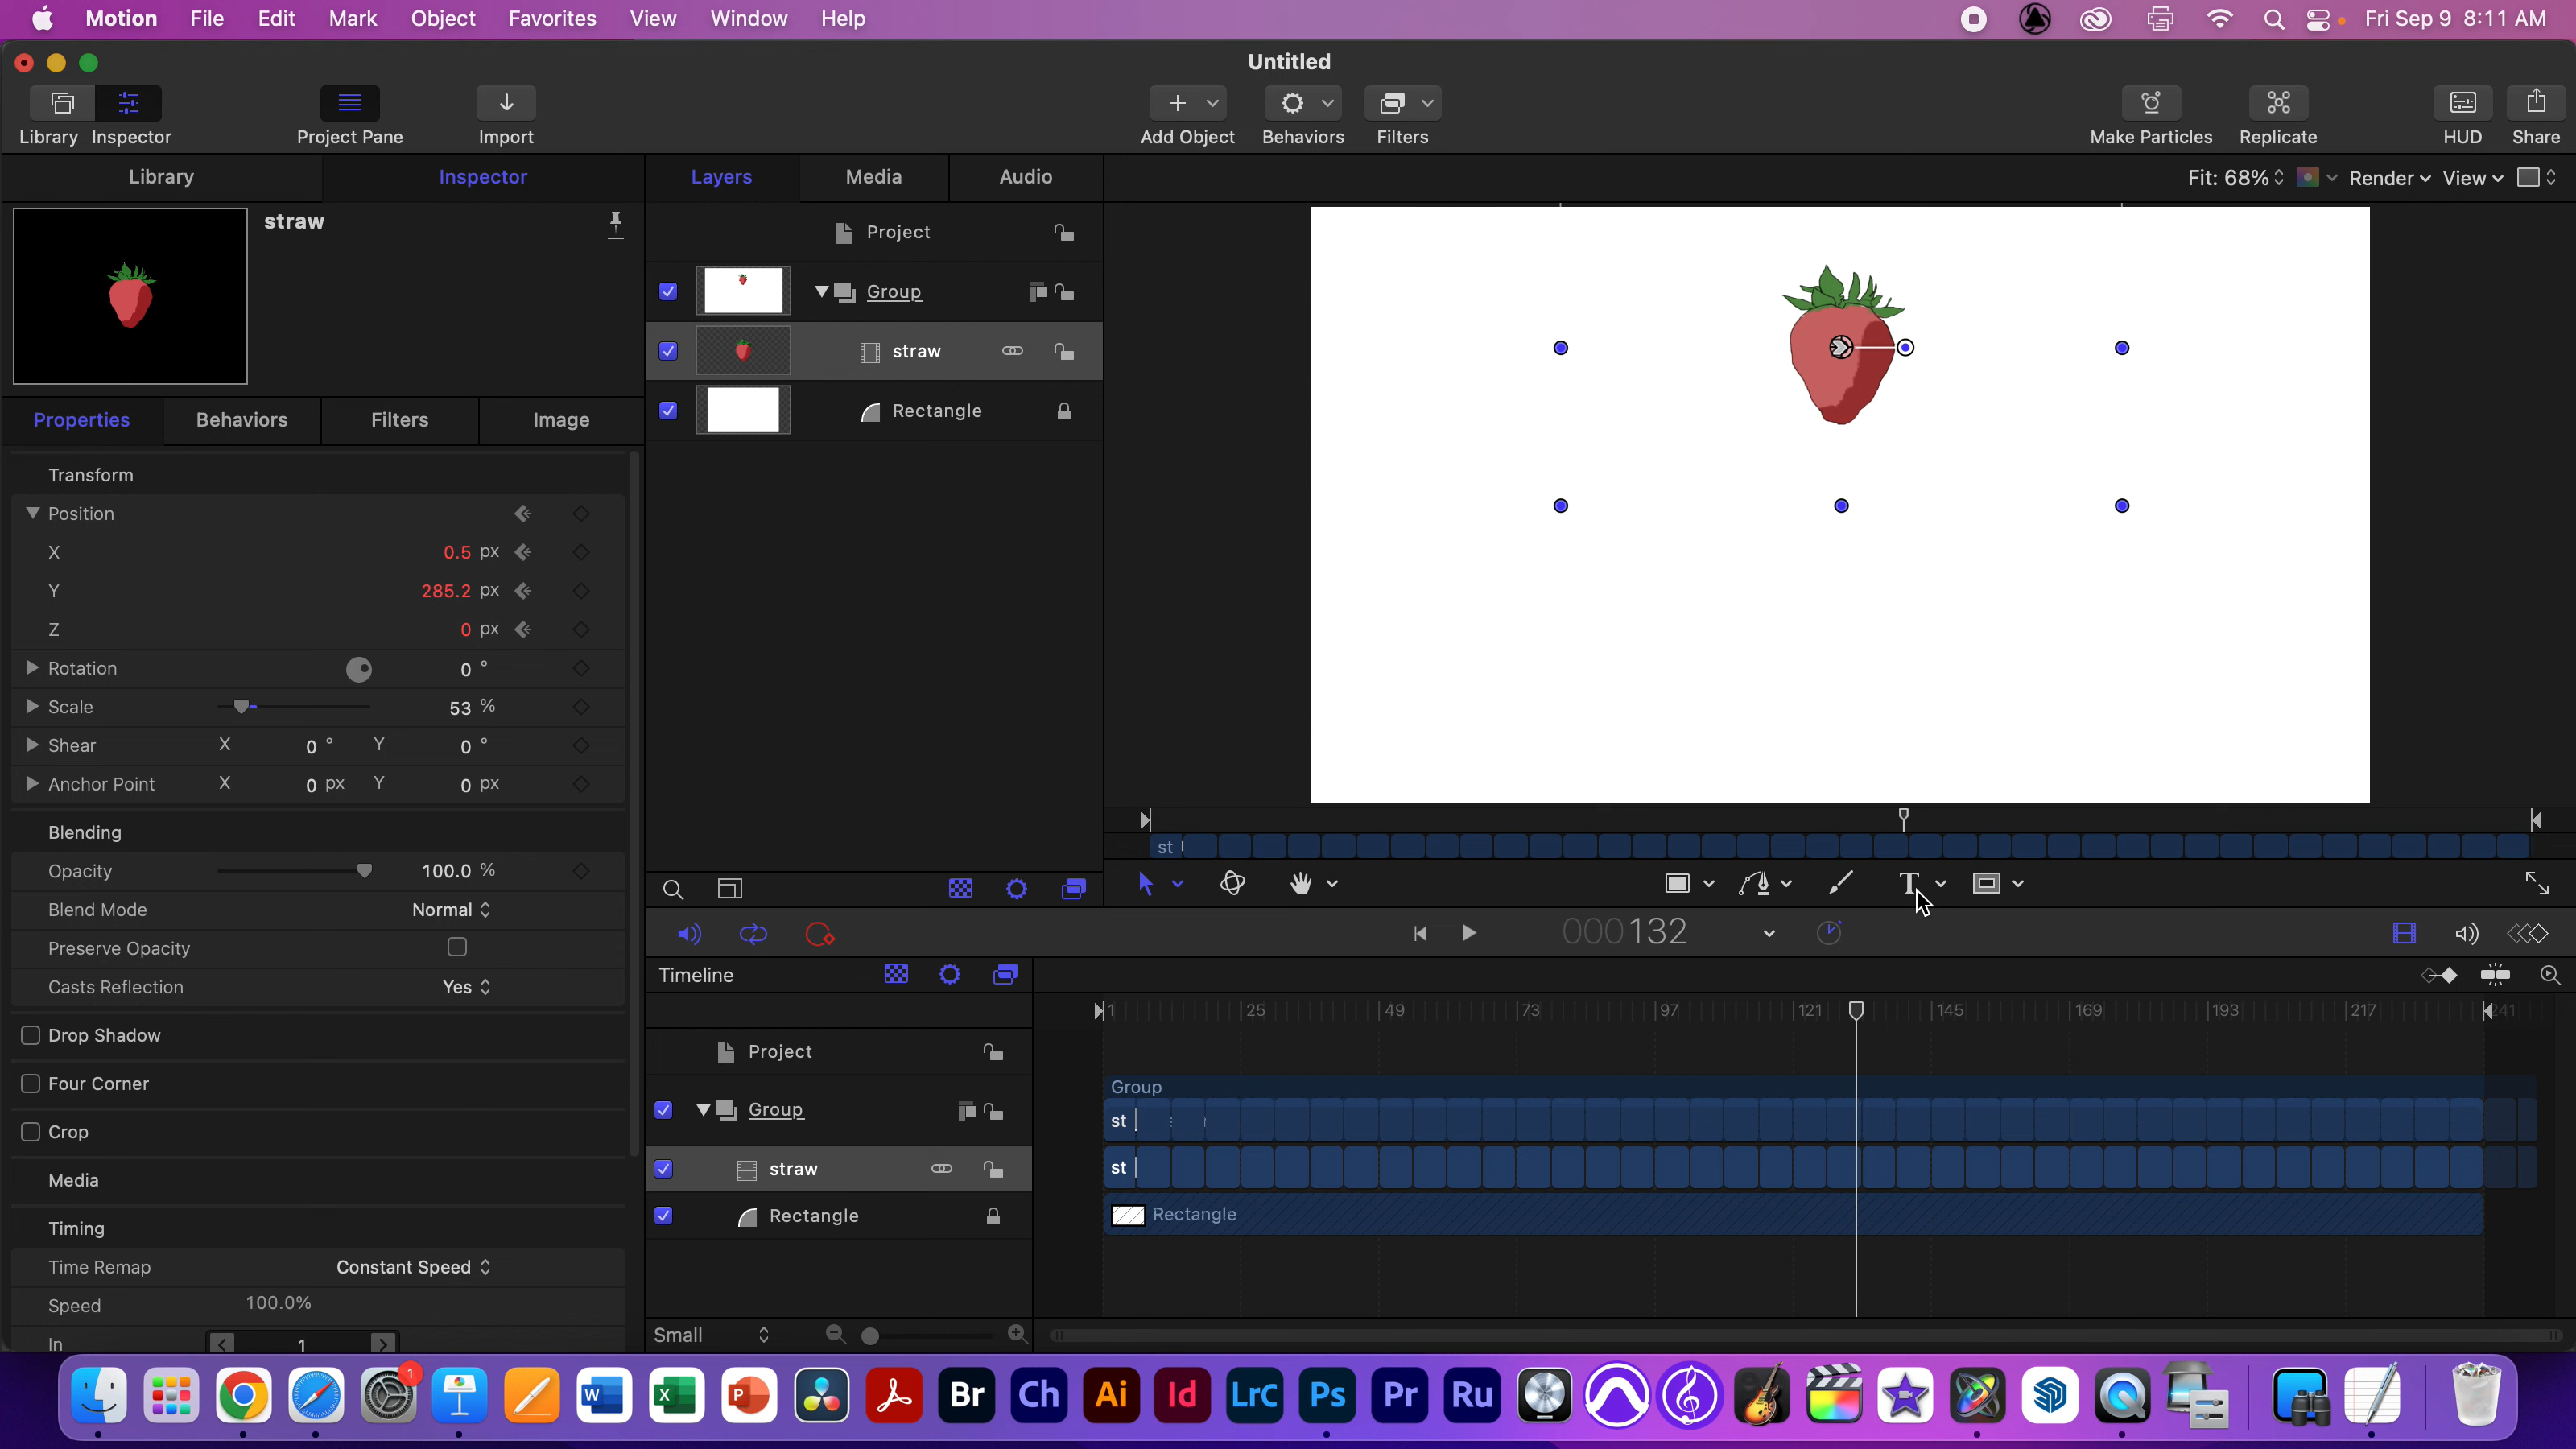 Motion File Edit Mark Object Favorites View Window Help Fri Sep 9 8:11 AM
Untitled
Library Inspector Project Pane Import Add Object Behaviors Filters Make Particles Replicate HUD Share
Library Inspector Layers Media Audio Fit: 68% Render View
straw
Project
Group
straw
Rectangle
Properties Behaviors Filters Image
Transform
Position
X 0.5 px
Y 285.2 px
Z 0 px
Rotation 0 °
Scale 53 %
Shear X 0 ° Y 0 °
Anchor Point X 0 px Y 0 px
Blending
Opacity 100.0 %
Blend Mode Normal
Preserve Opacity
Casts Reflection Yes
Drop Shadow
Four Corner
Crop
Media
Timing
Time Remap Constant Speed
Speed 100.0%
In 1
st
T
000132
Timeline
1 25 49 73 97 121 145 169 193 217 241
Project
Group
Group
st
straw
st
Rectangle
Rectangle
Small
1 W X P Br Ch Ai Id LrC Ps Pr Ru